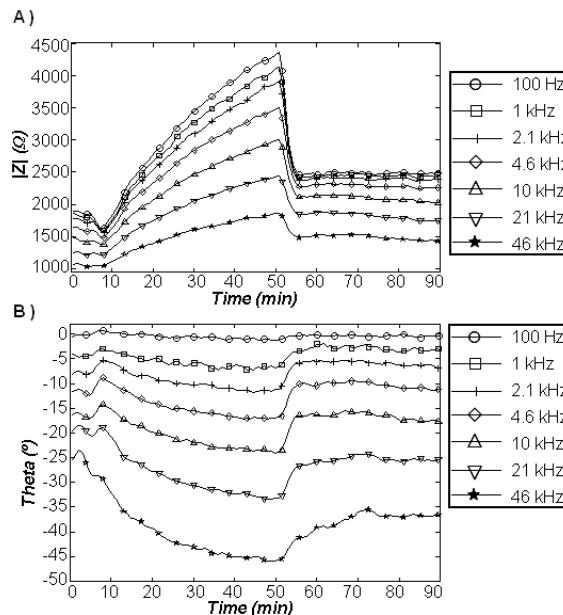 A )
|Z| (Ω)
4500
4000
3500
3000
2500
2000
1500
1000
0 10 20 30 40 50 60 70 80 90
Time (min)
100 Hz
1 kHz
2.1 kHz
4.6 kHz
10 kHz
21 kHz
46 kHz
B )
Theta (º)
0
-5
-10
-15
-20
-25
-30
-35
-40
-45
-50
0 10 20 30 40 50 60 70 80 90
Time (min)
100 Hz
1 kHz
2.1 kHz
4.6 kHz
10 kHz
21 kHz
46 kHz